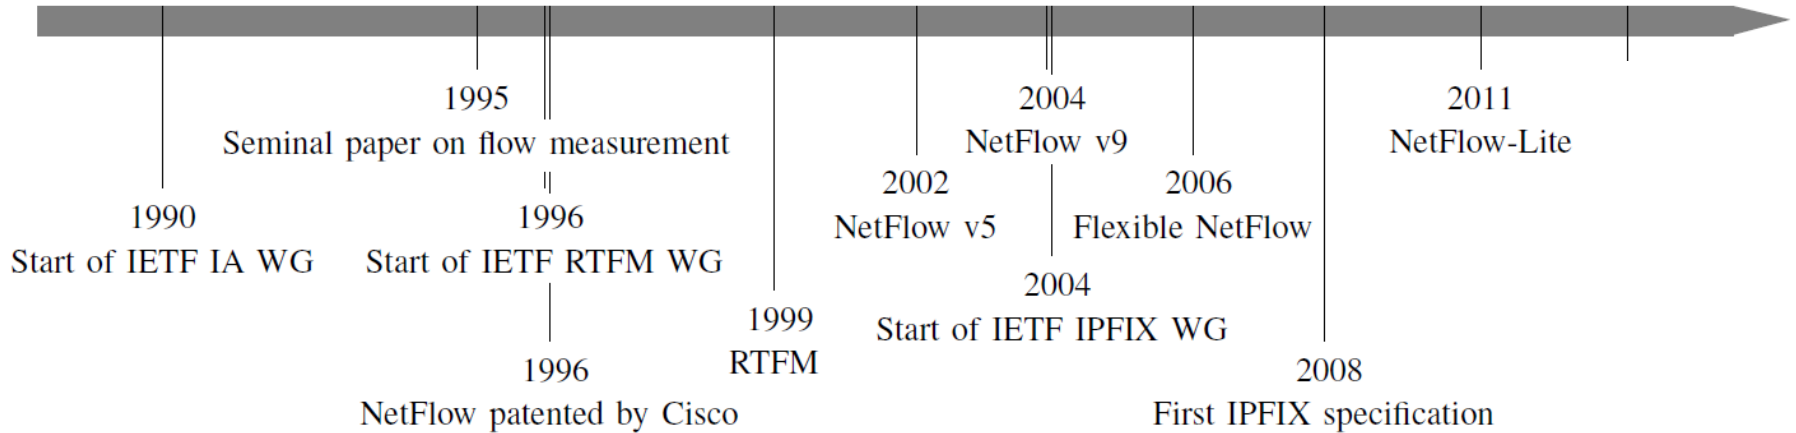 1990
Start of IETF IA WG
1995
Seminal paper on flow measurement
1996
Start of IETF RTFM WG
1996
NetFlow patented by Cisco
1999
RTFM
2002
NetFlow v5
2004
NetFlow v9
2004
Start of IETF IPFIX WG
2006
Flexible NetFlow
2008
First IPFIX specification
2011
NetFlow-Lite